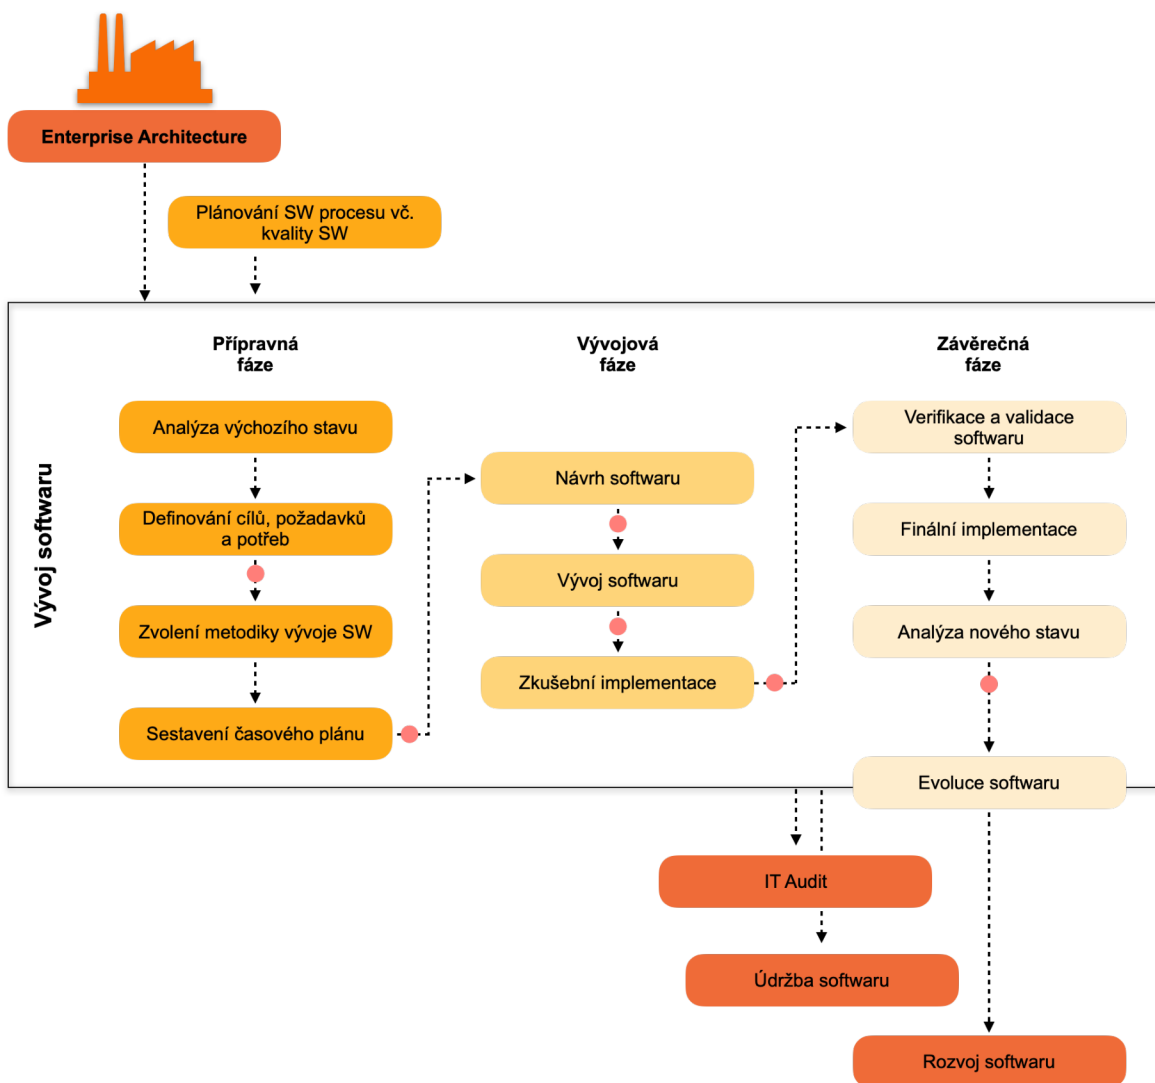 Enterprise Architecture
Plánování SW procesu vč.
kvality SW
Vývoj softwaru
Přípravná
fáze
Analýza výchozího stavu
Definování cílů, požadavků
a potřeb
Zvolení metodiky vývoje SW
Sestavení časového plánu
Vývojová
fáze
Návrh softwaru
Vývoj softwaru
Zkušební implementace
Závěrečná
fáze
Verifikace a validace
softwaru
Finální implementace
Analýza nového stavu
Evoluce softwaru
IT Audit
Údržba softwaru
Rozvoj softwaru